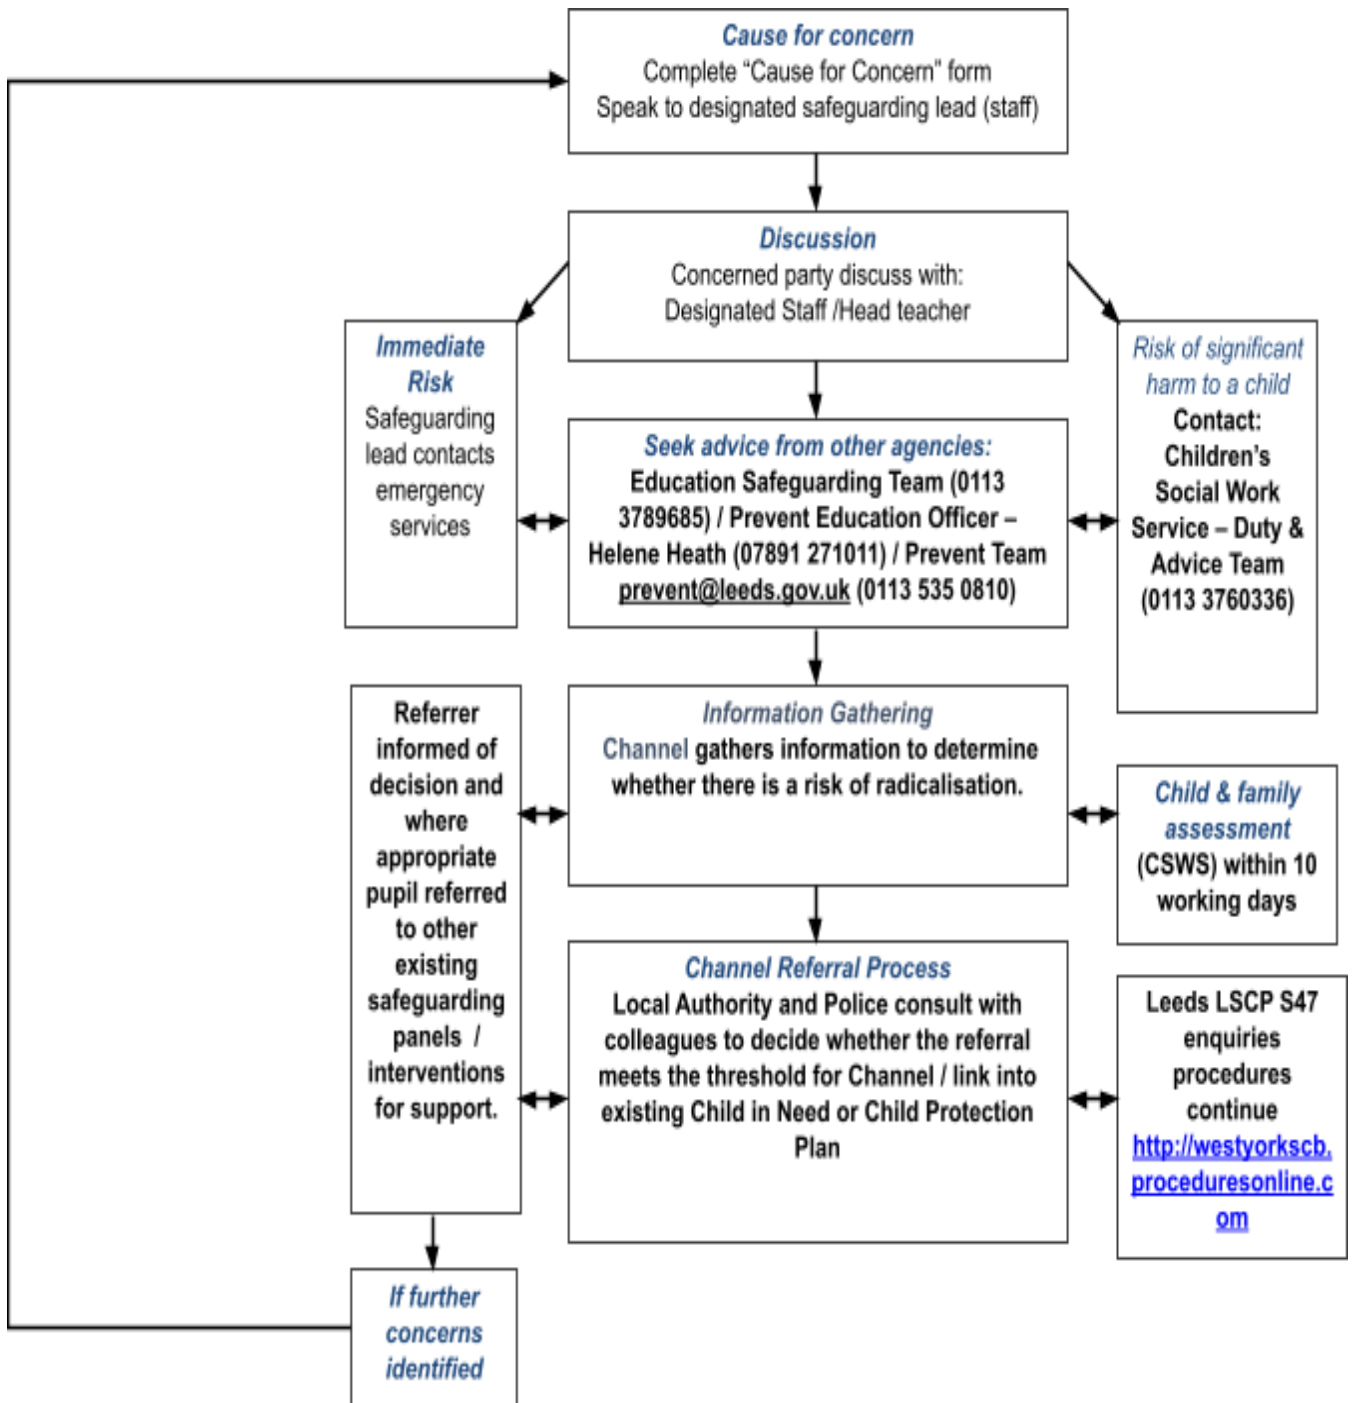 Cause for concern
Complete “Cause for Concern” form
Speak to designated safeguarding lead (staff)
Discussion
Concerned party discuss with:
Designated Staff /Head teacher
Immediate
Risk
Safeguarding
lead contacts
emergency
services
Seek advice from other agencies:
Education Safeguarding Team (0113
3789685) / Prevent Education Officer –
Helene Heath (07891 271011) / Prevent Team
prevent@leeds.gov.uk (0113 535 0810)
Risk of significant
harm to a child
Contact:
Children’s
Social Work
Service – Duty &
Advice Team
(0113 3760336)
Referrer
informed of
decision and
where
appropriate
pupil referred
to other
existing
safeguarding
panels /
interventions
for support.
Information Gathering
Channel gathers information to determine
whether there is a risk of radicalisation.
Child & family
assessment
(CSWS) within 10
working days
Channel Referral Process
Local Authority and Police consult with
colleagues to decide whether the referral
meets the threshold for Channel / link into
existing Child in Need or Child Protection
Plan
Leeds LSCP S47
enquiries
procedures
continue
http://westyorkscb.
proceduresonline.c
om
If further
concerns
identified